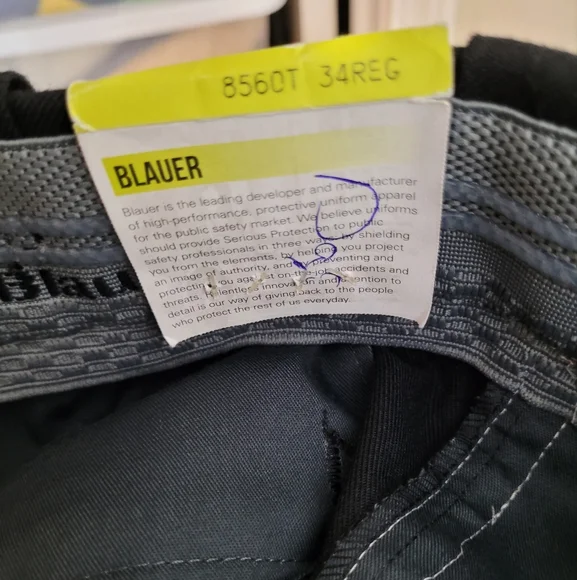 8560T 34REG
BLAUER
Blauer is the leading developer and manufacturer
of high-performance, protective uniform apparel
for the public safety market. We believe uniforms
should provide Serious Protection to public
safety professionals in three ways: by shielding
you from the elements, by helping you project
an image of authority, and by preventing and
protecting you against on-the-job accidents and
threats. Relentless innovation and attention to
detail is our way of giving back to the people
who protect the rest of us everyday.
Blau